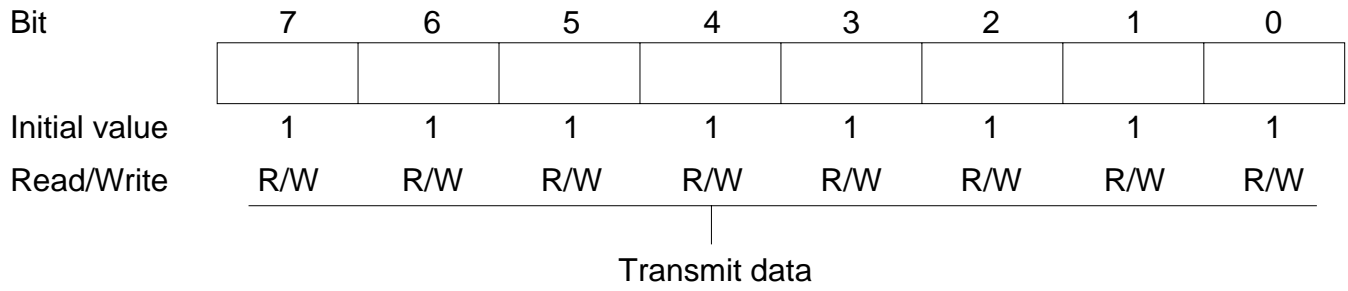 Bit 7 6 5 4 3 2 1 0
Initial value 1 1 1 1 1 1 1 1
Read/Write R/W R/W R/W R/W R/W R/W R/W R/W
Transmit data